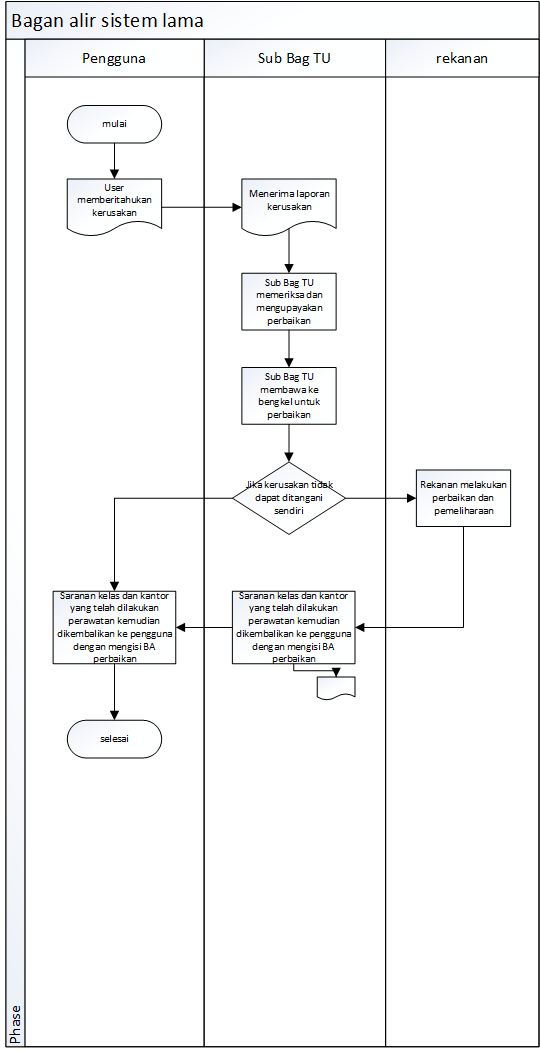 Bagan alir sistem lama
Pengguna
Sub Bag TU
rekanan
mulai
User
memberitahukan
kerusakan
Menerima laporan
kerusakan
Sub Bag TU
memeriksa dan
mengupayakan
perbaikan
Sub Bag TU
membawa ke
bengkel untuk
perbaikan
Jika kerusakan tidak
dapat ditangani
sendiri
Rekanan melakukan
perbaikan dan
pemeliharaan
Saranan kelas dan kantor
yang telah dilakukan
perawatan kemudian
dikembalikan ke pengguna
dengan mengisi BA
perbaikan
Saranan kelas dan kantor
yang telah dilakukan
perawatan kemudian
dikembalikan ke pengguna
dengan mengisi BA
perbaikan
selesai
Phase